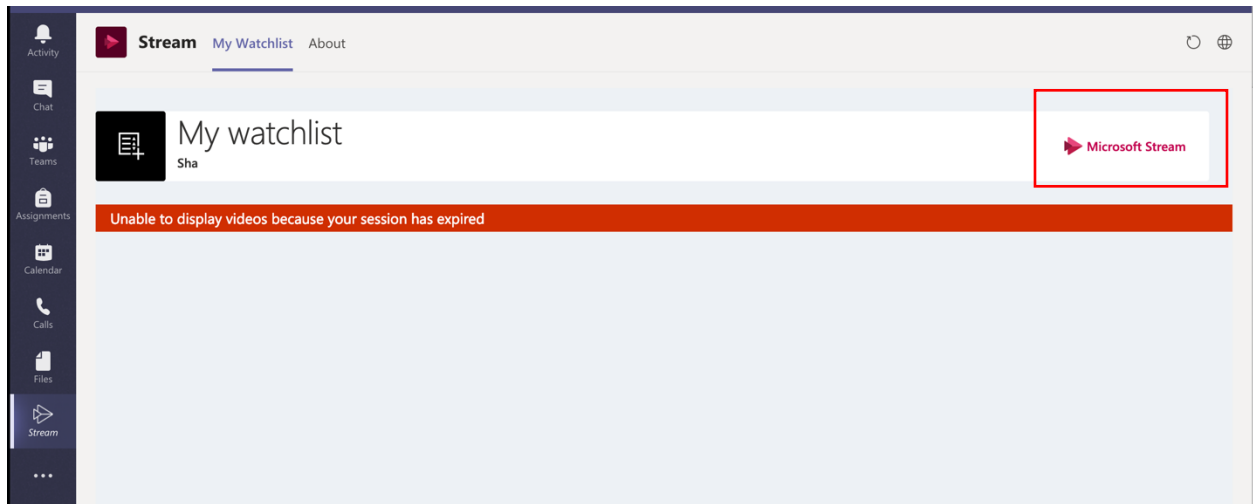 Activity
Chat
Teams
Assignments
Calendar
Calls
Files
Stream
Stream My Watchlist About
My watchlist
Sha
Microsoft Stream
Unable to display videos because your session has expired